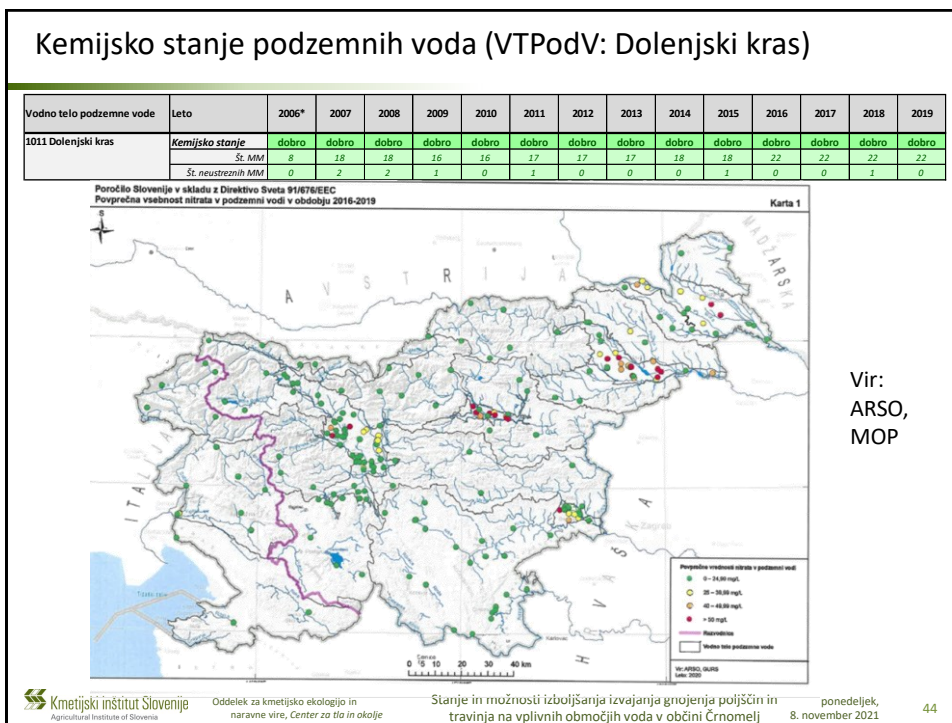 Kemijsko stanje podzemnih voda (VTPodV: Dolenjski kras)
Vodno telo podzemne vode Leto 2006* 2007 2008 2009 2010 2011 2012 2013 2014 2015 2016 2017 2018 2019
1011 Dolenjski kras Kemijsko stanje dobro dobro dobro dobro dobro dobro dobro dobro dobro dobro dobro dobro dobro dobro
Št. MM 8 18 18 16 16 17 17 17 18 18 22 22 22 22
Št. neustreznih MM 0 2 2 1 0 1 0 0 0 1 0 0 1 0
Poročilo Slovenije v skladu z Direktivo Sveta 91/676/EEC
Povprečna vsebnost nitrata v podzemni vodi v obdobju 2016-2019
Karta 1
S
AVSTRIJA
MADŽARSKA
ITALIJA
HRVAŠKA
Zagreb
Karlovac
Vir:
ARSO,
MOP
Povprečne vrednosti nitrata v podzemni vodi
0 – 24,99 mg/L
25 – 39,99 mg/L
40 – 49,99 mg/L
> 50 mg/L
Razvodnica
Vodno telo podzemne vode
Vir: ARSO, GURS
Leto: 2020
0 5 10 20 30 40 km
Kmetijski inštitut Slovenije
Agricultural Institute of Slovenia
Oddelek za kmetijsko ekologijo in
naravne vire, Center za tla in okolje
Stanje in možnosti izboljšanja izvajanja gnojenja poljščin in
travinja na vplivnih območjih voda v občini Črnomelj
ponedeljek,
8. november 2021
44